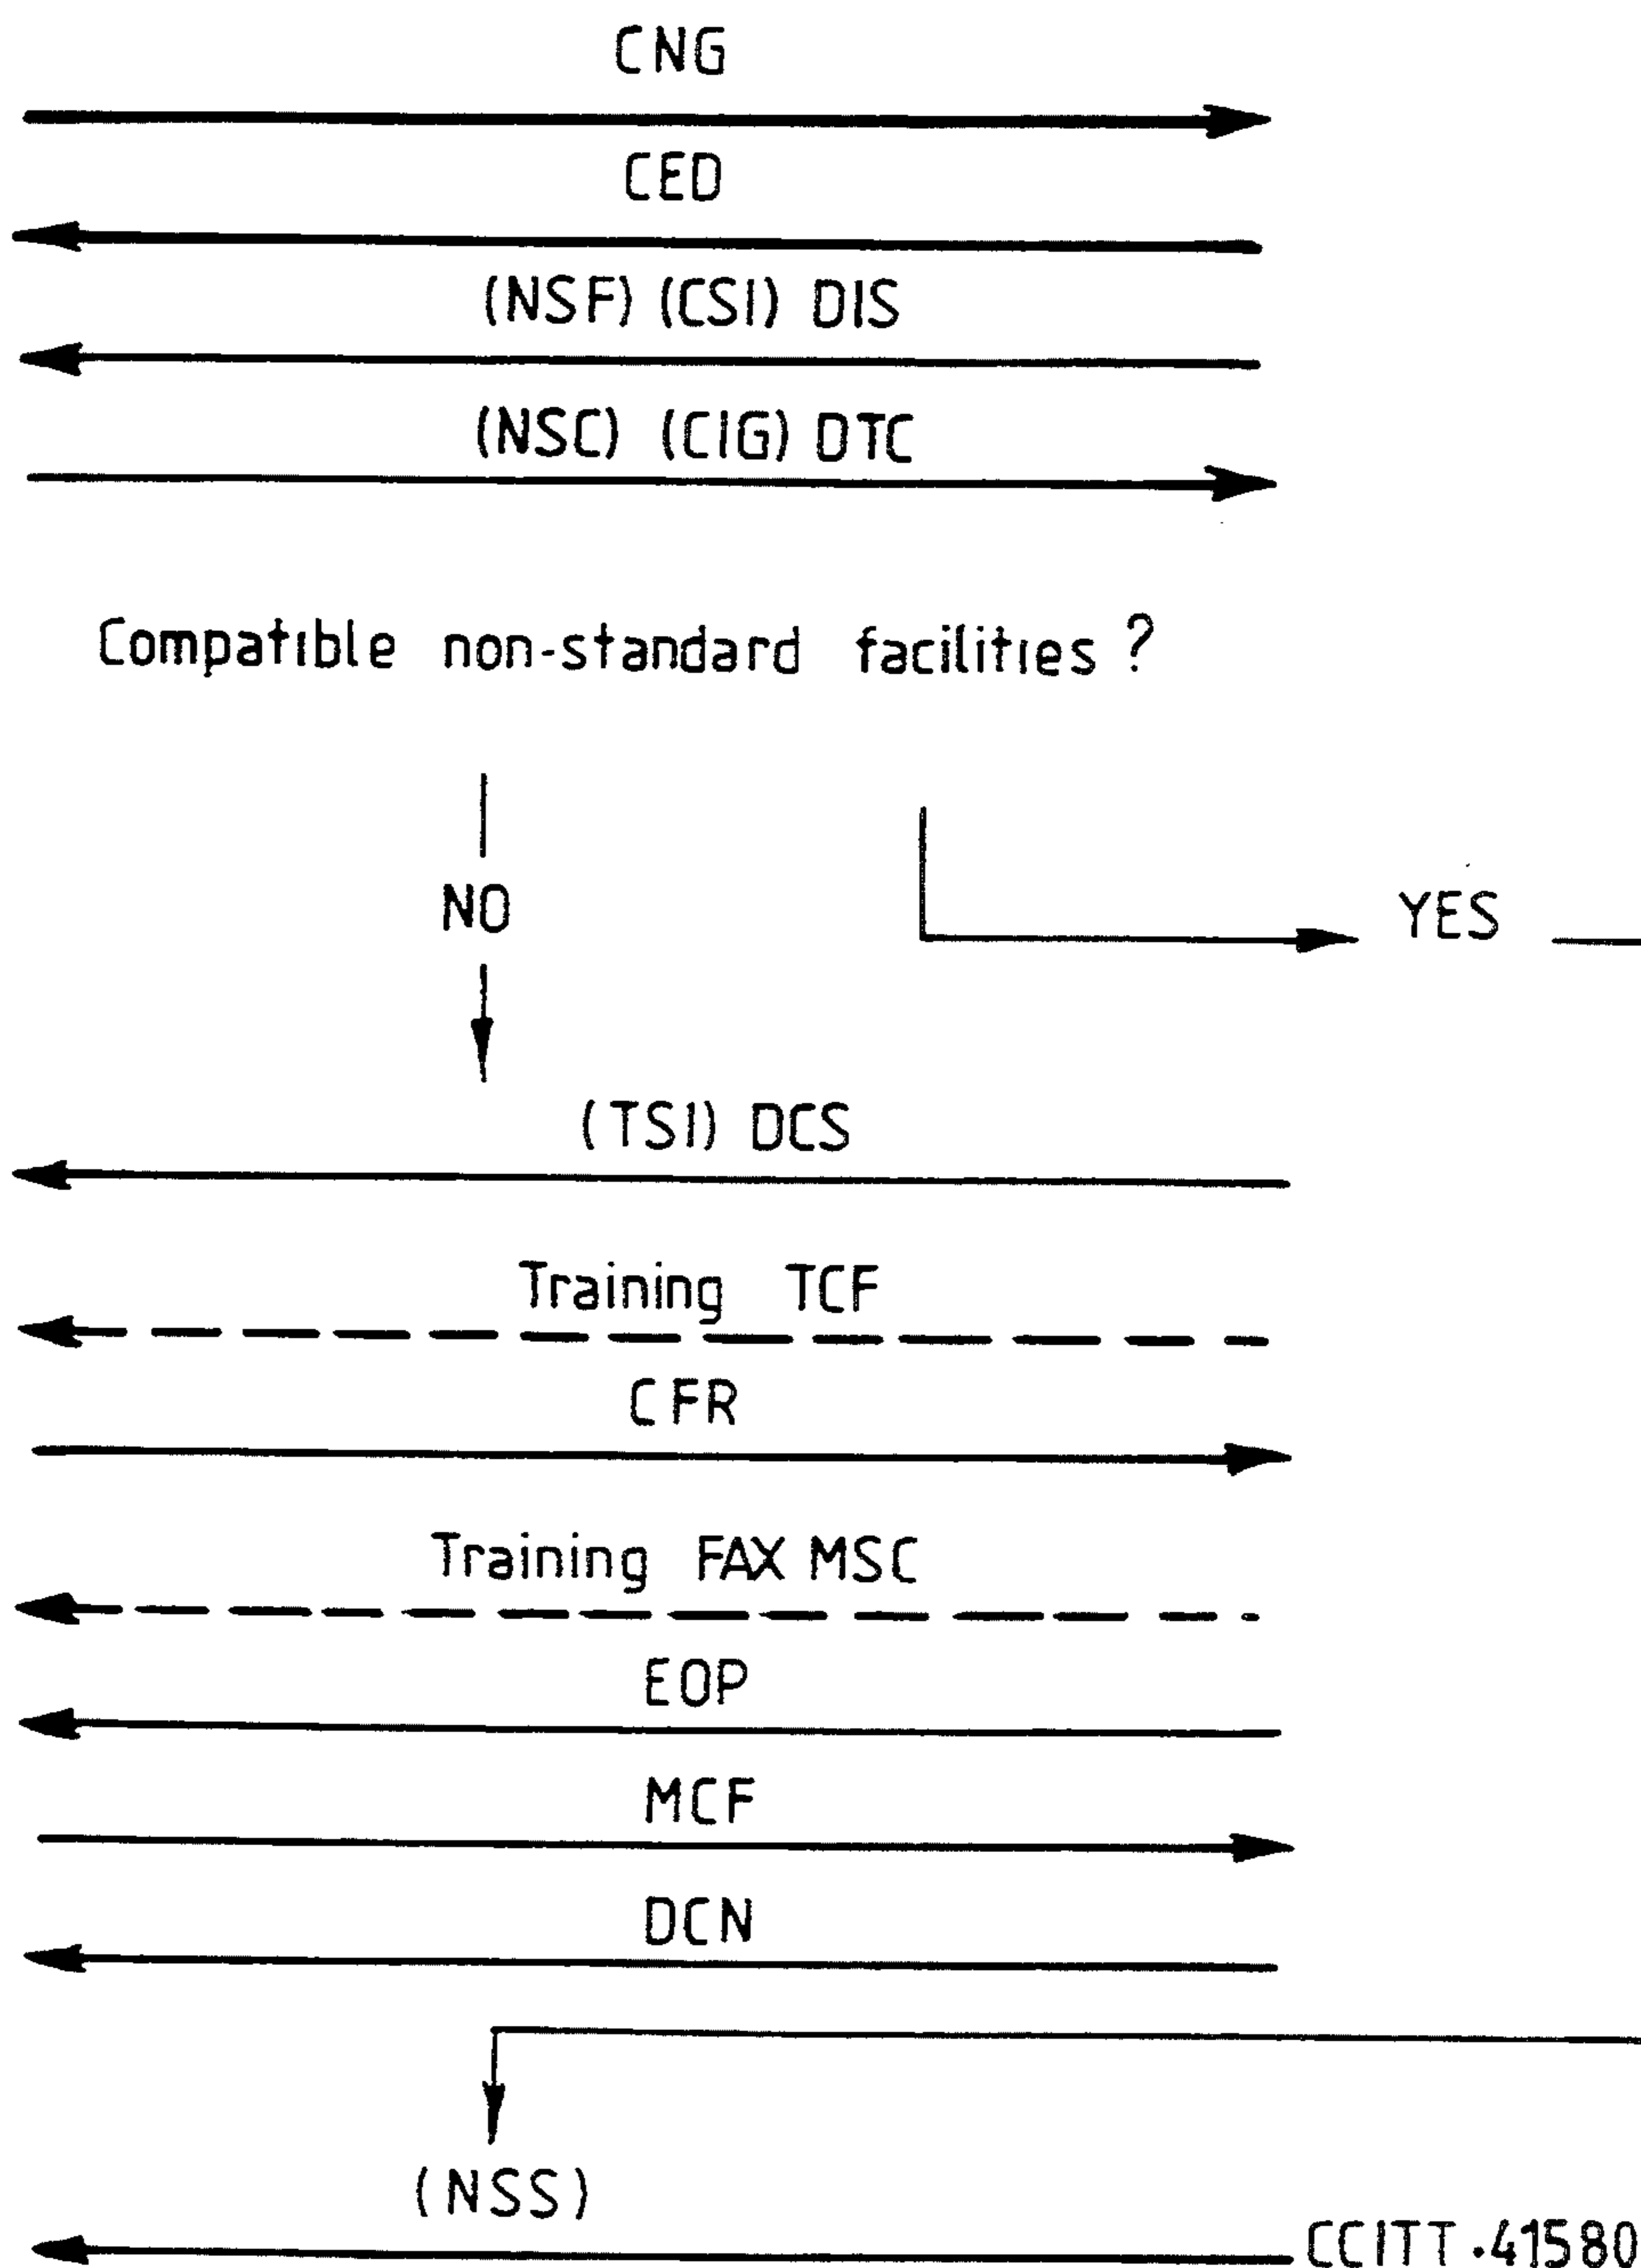 CNG
CED
(NSF) (CSI) DIS
(NSC) (CIG) DTC
Compatible non-standard facilities ?
NO
YES
(TSI) DCS
Training TCF
CFR
Training FAX MSC
EOP
MCF
DCN
(NSS)
CCITT.41580